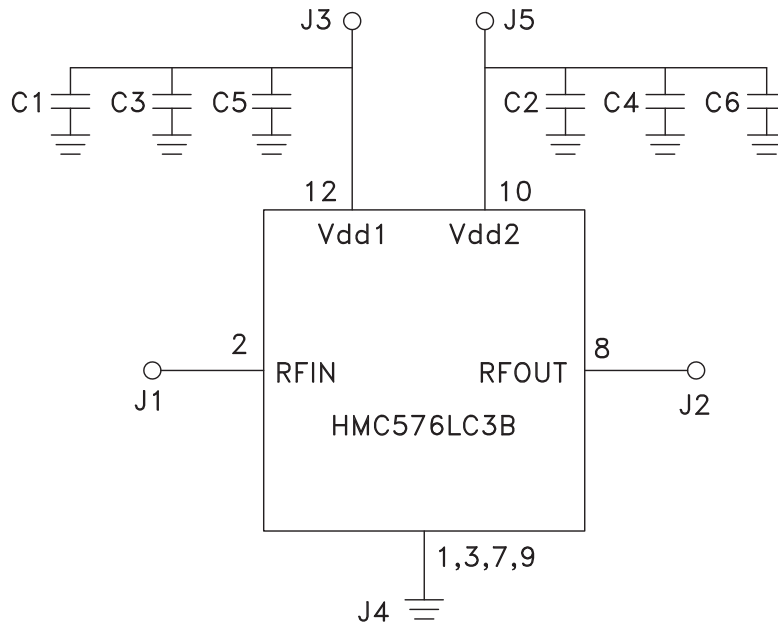 J3 J5
C1 C3 C5 C2 C4 C6
12 10
Vdd1 Vdd2
2 8
RFIN RFOUT
J1 J2
HMC576LC3B
1,3,7,9
J4